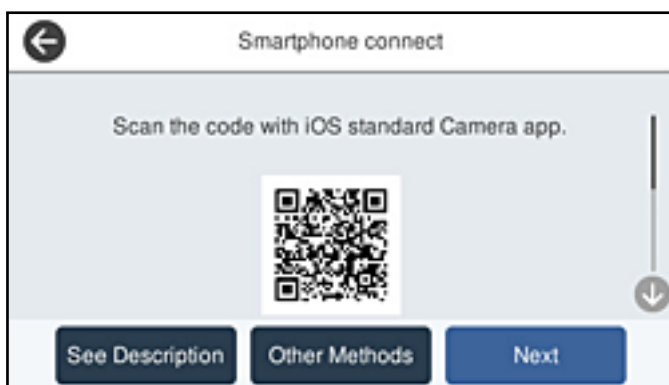 Smartphone connect
Scan the code with iOS standard Camera app.
See Description
Other Methods
Next